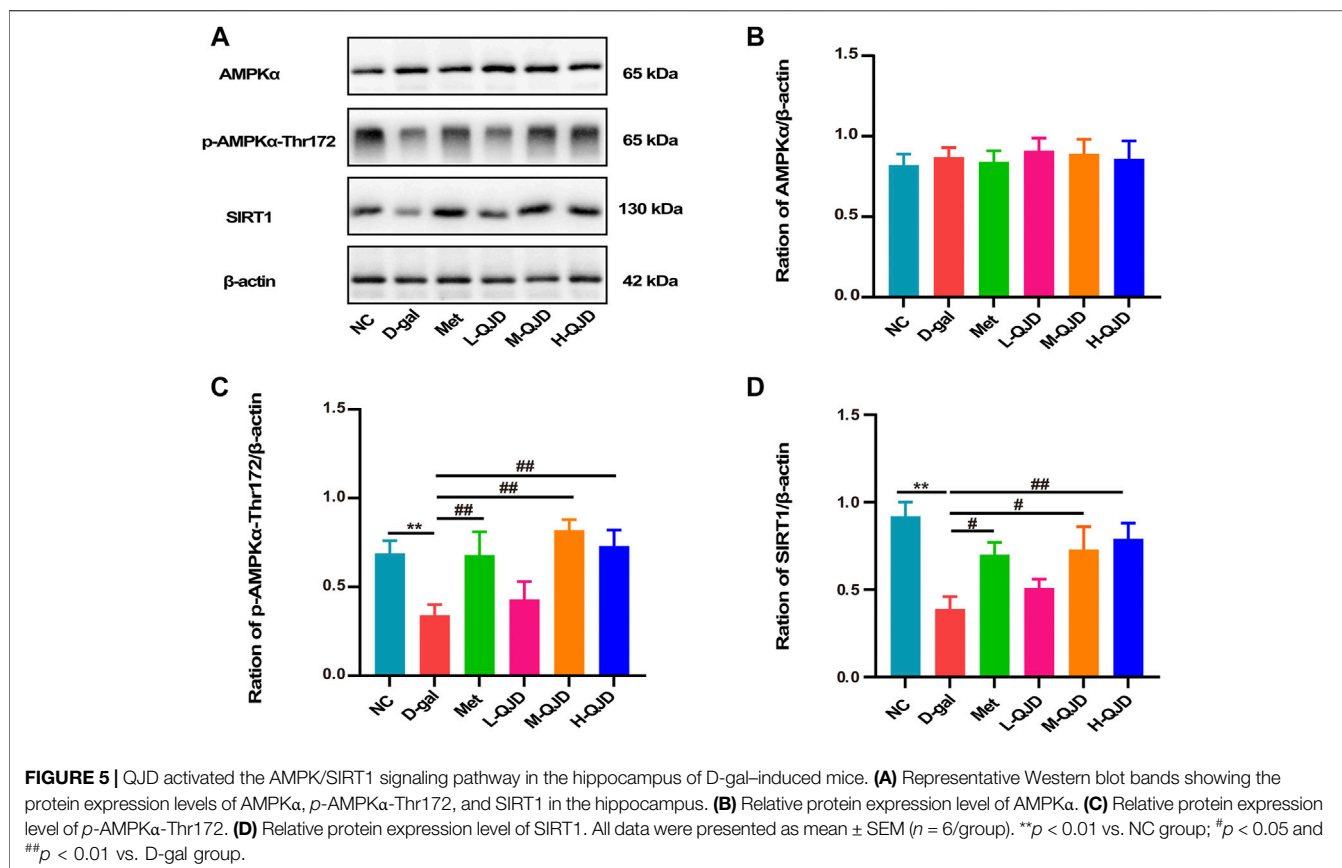 A
AMPKα
65 kDa
p-AMPKα-Thr172
65 kDa
SIRT1
130 kDa
β-actin
42 kDa
NC
D-gal
Met
L-QJD
M-QJD
H-QJD
B
Ration of AMPKα/β-actin
1.5
1.0
0.5
0.0
NC
D-gal
Met
L-QJD
M-QJD
H-QJD
C
Ration of p-AMPKα-Thr172/β-actin
1.5
1.0
0.5
0.0
##
##
**
##
NC
D-gal
Met
L-QJD
M-QJD
H-QJD
D
Ration of SIRT1/β-actin
1.5
1.0
0.5
0.0
**
##
#
#
NC
D-gal
Met
L-QJD
M-QJD
H-QJD
FIGURE 5 | QJD activated the AMPK/SIRT1 signaling pathway in the hippocampus of D-gal–induced mice. (A) Representative Western blot bands showing the
protein expression levels of AMPKα, p-AMPKα-Thr172, and SIRT1 in the hippocampus. (B) Relative protein expression level of AMPKα. (C) Relative protein expression
level of p-AMPKα-Thr172. (D) Relative protein expression level of SIRT1. All data were presented as mean ± SEM (n = 6/group). **p < 0.01 vs. NC group; #p < 0.05 and
##p < 0.01 vs. D-gal group.